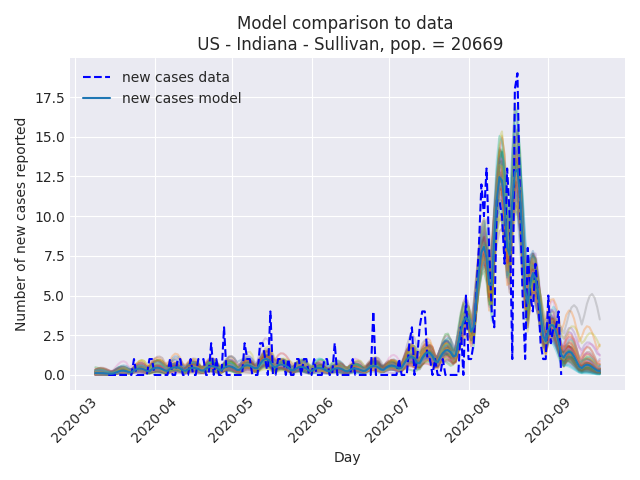 Model comparison to data
US - Indiana - Sullivan, pop. = 20669
new cases data
new cases model
Number of new cases reported
17.5
15.0
12.5
10.0
7.5
5.0
2.5
0.0
2020-03
2020-04
2020-05
2020-06
2020-07
2020-08
2020-09
Day